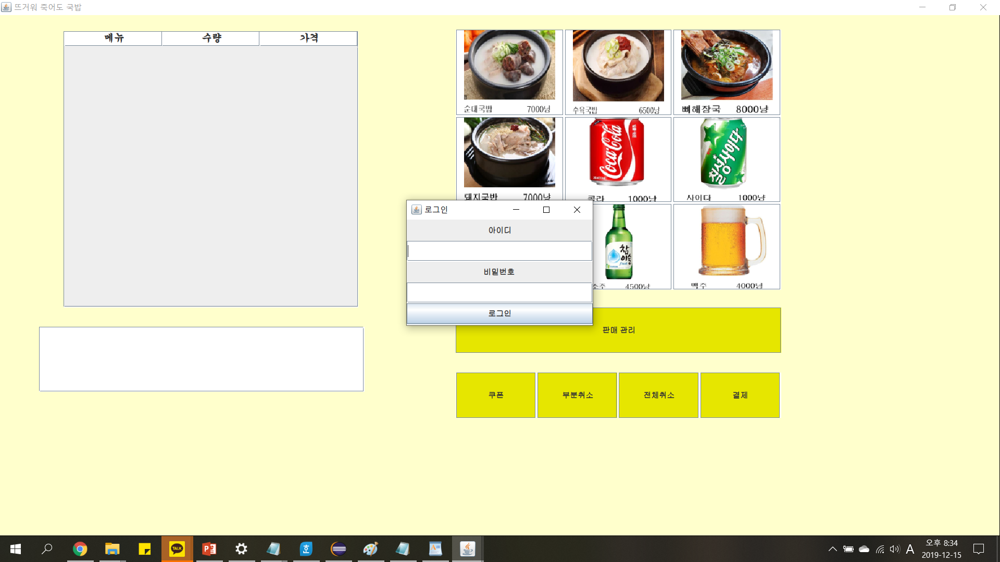 뜨거워 죽어도 국밥
메뉴 수량 가격
순대국밥 7000냥
수육국밥 6500냥
뼈해장국 8000냥
돼지국밥 7000냥
Coca-Cola
콜라 1000냥
칠성사이다
사이다 1000냥
로그인
아이디
비밀번호
로그인
참이슬
fresh
소주 4500냥
맥주 4000냥
판매 관리
쿠폰 부분취소 전체취소 결제
TALK
호
A
오후 8:34
2019-12-15